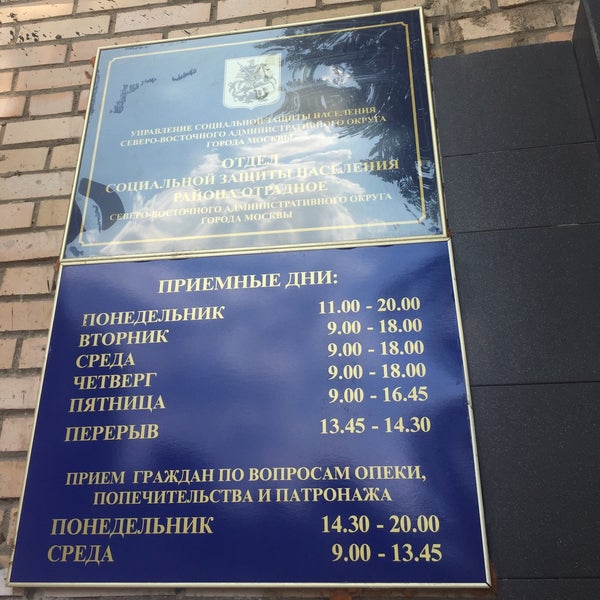 УПРАВЛЕНИЕ СОЦИАЛЬНОЙ ЗАЩИТЫ НАСЕЛЕНИЯ
СЕВЕРО-ВОСТОЧНОГО АДМИНИСТРАТИВНОГО ОКРУГА
ГОРОДА МОСКВЫ
ОТДЕЛ
СОЦИАЛЬНОЙ ЗАЩИТЫ НАСЕЛЕНИЯ
РАЙОНА ОТРАДНОЕ
СЕВЕРО-ВОСТОЧНОГО АДМИНИСТРАТИВНОГО ОКРУГА
ГОРОДА МОСКВЫ
ПРИЕМНЫЕ ДНИ:
ПОНЕДЕЛЬНИК 11.00 - 20.00
ВТОРНИК 9.00 - 18.00
СРЕДА 9.00 - 18.00
ЧЕТВЕРГ 9.00 - 18.00
ПЯТНИЦА 9.00 - 16.45
ПЕРЕРЫВ 13.45 - 14.30
ПРИЕМ ГРАЖДАН ПО ВОПРОСАМ ОПЕКИ,
ПОПЕЧИТЕЛЬСТВА И ПАТРОНАЖА
ПОНЕДЕЛЬНИК 14.30 - 20.00
СРЕДА 9.00 - 13.45